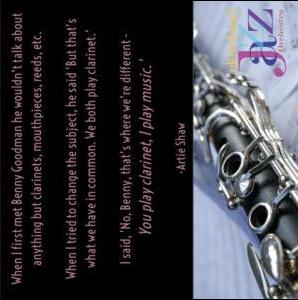 When I first met Benny Goodman he wouldn't talk about
anything but clarinets, mouthpieces, reeds, etc.
When I tried to change the subject, he said 'But that's
what we have in common. We both play clarinet.'
I said, 'No, Benny, that's where we're different -
You play clarinet, I play music.'
-Artie Shaw
Jazz
Orchestra